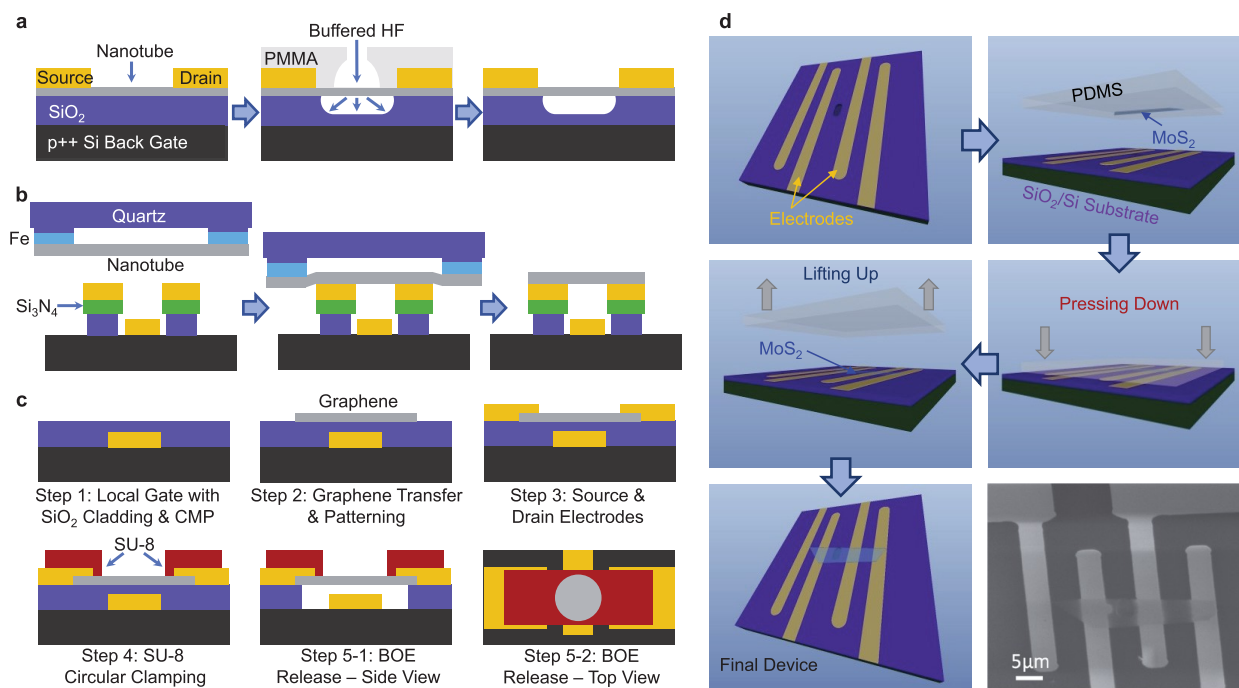 a
Nanotube
Source
Drain
SiO2
p++ Si Back Gate
Buffered HF
PMMA
b
Quartz
Fe
Nanotube
Si3N4
c
Graphene
Step 1: Local Gate with
SiO2 Cladding & CMP
Step 2: Graphene Transfer
& Patterning
Step 3: Source &
Drain Electrodes
SU-8
Step 4: SU-8
Circular Clamping
Step 5-1: BOE
Release – Side View
Step 5-2: BOE
Release – Top View
d
Electrodes
PDMS
MoS2
SiO2/Si Substrate
Lifting Up
MoS2
Pressing Down
Final Device
5μm